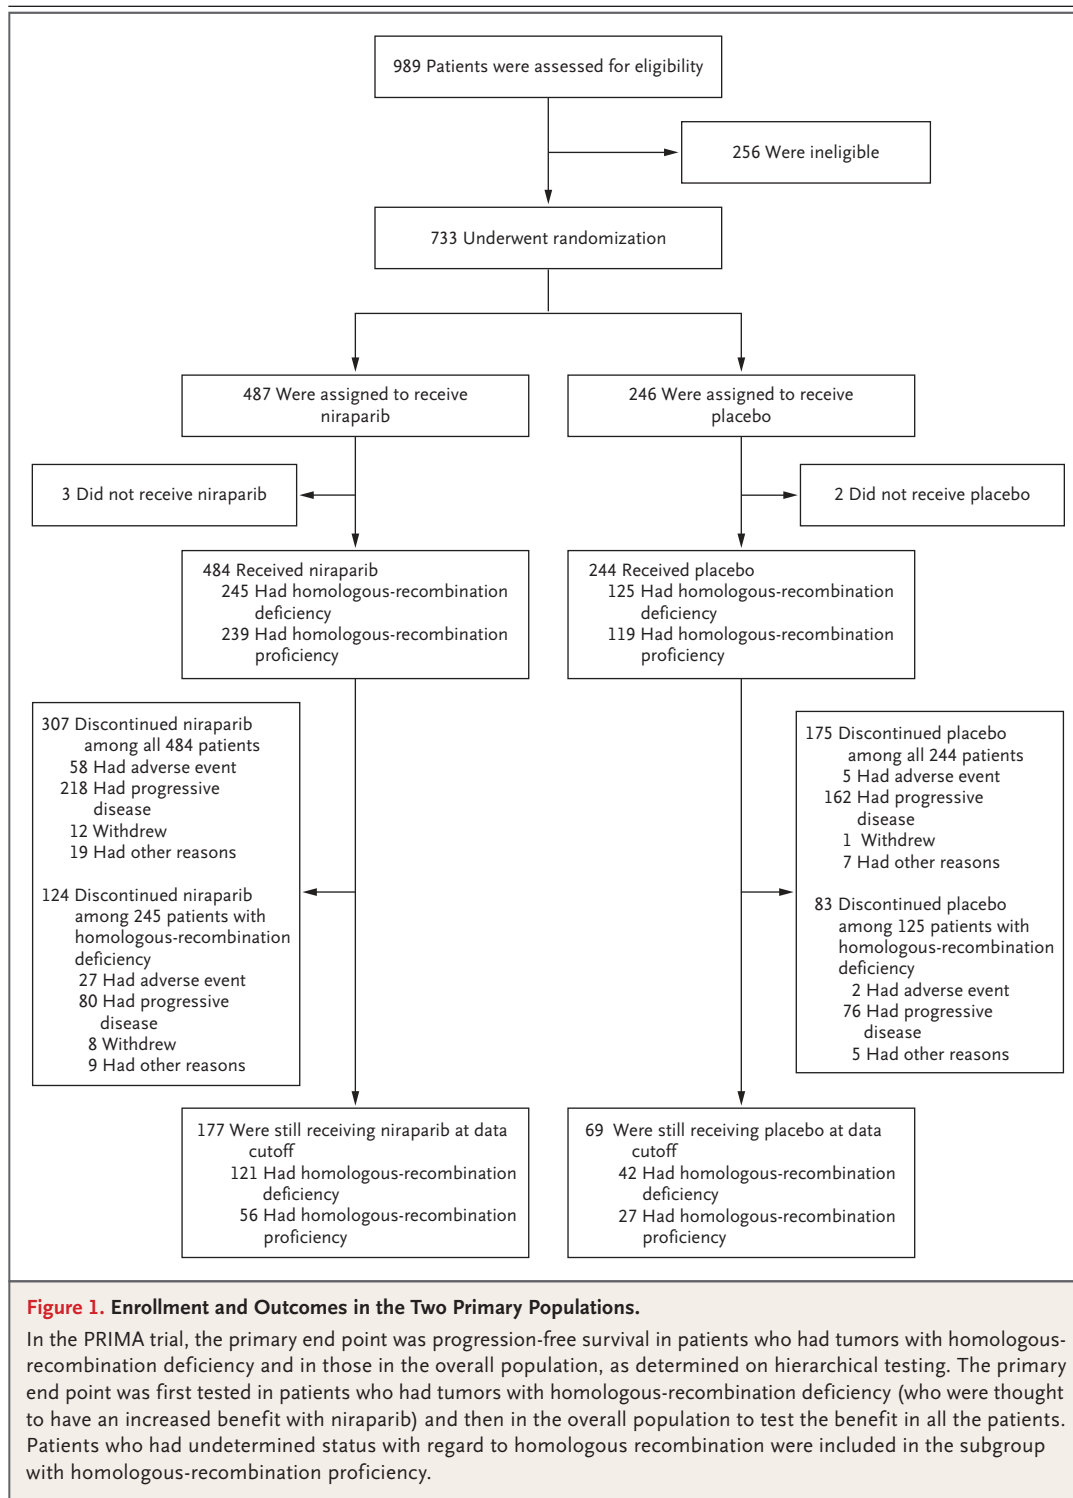 989 Patients were assessed for eligibility
256 Were ineligible
733 Underwent randomization
487 Were assigned to receive
niraparib
246 Were assigned to receive
placebo
3 Did not receive niraparib
2 Did not receive placebo
484 Received niraparib
245 Had homologous-recombination
deficiency
239 Had homologous-recombination
proficiency
244 Received placebo
125 Had homologous-recombination
deficiency
119 Had homologous-recombination
proficiency
307 Discontinued niraparib
among all 484 patients
58 Had adverse event
218 Had progressive
disease
12 Withdrew
19 Had other reasons
124 Discontinued niraparib
among 245 patients with
homologous-recombination
deficiency
27 Had adverse event
80 Had progressive
disease
8 Withdrew
9 Had other reasons
175 Discontinued placebo
among all 244 patients
5 Had adverse event
162 Had progressive
disease
1 Withdrew
7 Had other reasons
83 Discontinued placebo
among 125 patients with
homologous-recombination
deficiency
2 Had adverse event
76 Had progressive
disease
5 Had other reasons
177 Were still receiving niraparib at data
cutoff
121 Had homologous-recombination
deficiency
56 Had homologous-recombination
proficiency
69 Were still receiving placebo at data
cutoff
42 Had homologous-recombination
deficiency
27 Had homologous-recombination
proficiency
Figure 1. Enrollment and Outcomes in the Two Primary Populations.
In the PRIMA trial, the primary end point was progression-free survival in patients who had tumors with homologous-
recombination deficiency and in those in the overall population, as determined on hierarchical testing. The primary
end point was first tested in patients who had tumors with homologous-recombination deficiency (who were thought
to have an increased benefit with niraparib) and then in the overall population to test the benefit in all the patients.
Patients who had undetermined status with regard to homologous recombination were included in the subgroup
with homologous-recombination proficiency.